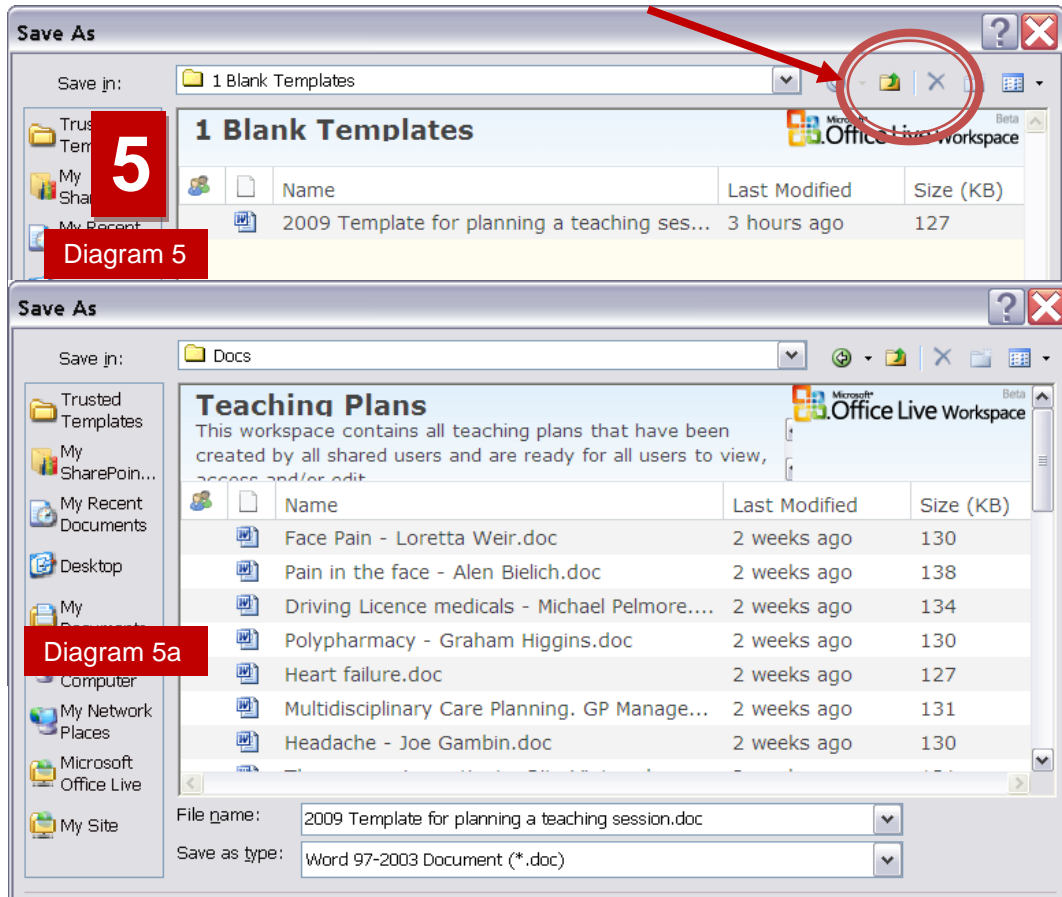 Save As
Save in:
1 Blank Templates
5
1 Blank Templates
Microsoft
Office Live Workspace
Beta
My
Name
Last Modified
Size (KB)
My Recent
2009 Template for planning a teaching ses...
3 hours ago
127
Diagram 5
Save As
Save in:
Docs
Trusted
Templates
My
SharePoin...
My Recent
Documents
Desktop
My
Diagram 5a
Computer
My Network
Places
Microsoft
Office Live
My Site
Teaching Plans
This workspace contains all teaching plans that have been
created by all shared users and are ready for all users to view,
access and/or edit
Microsoft
Office Live Workspace
Beta
Name Last Modified Size (KB)
Face Pain - Loretta Weir.doc 2 weeks ago 130
Pain in the face - Alen Bielich.doc 2 weeks ago 138
Driving Licence medicals - Michael Pelmore.... 2 weeks ago 134
Polypharmacy - Graham Higgins.doc 2 weeks ago 130
Heart failure.doc 2 weeks ago 127
Multidisciplinary Care Planning. GP Manage... 2 weeks ago 131
Headache - Joe Gambin.doc 2 weeks ago 130
File name: 2009 Template for planning a teaching session.doc
Save as type: Word 97-2003 Document (*.doc)